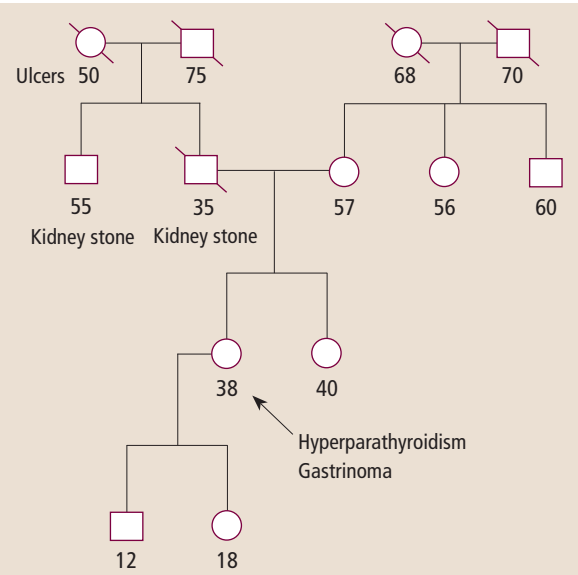 Ulcers 50 75 68 70
55 35 57 56 60
Kidney stone Kidney stone
38 40
Hyperparathyroidism
Gastrinoma
12 18